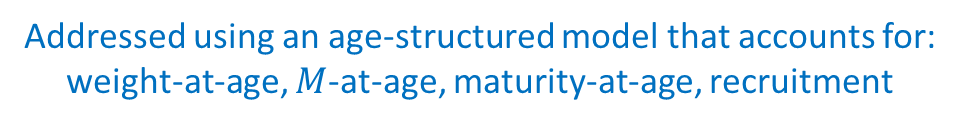 Addressed using an age-structured model that accounts for:
weight-at-age, M-at-age, maturity-at-age, recruitment